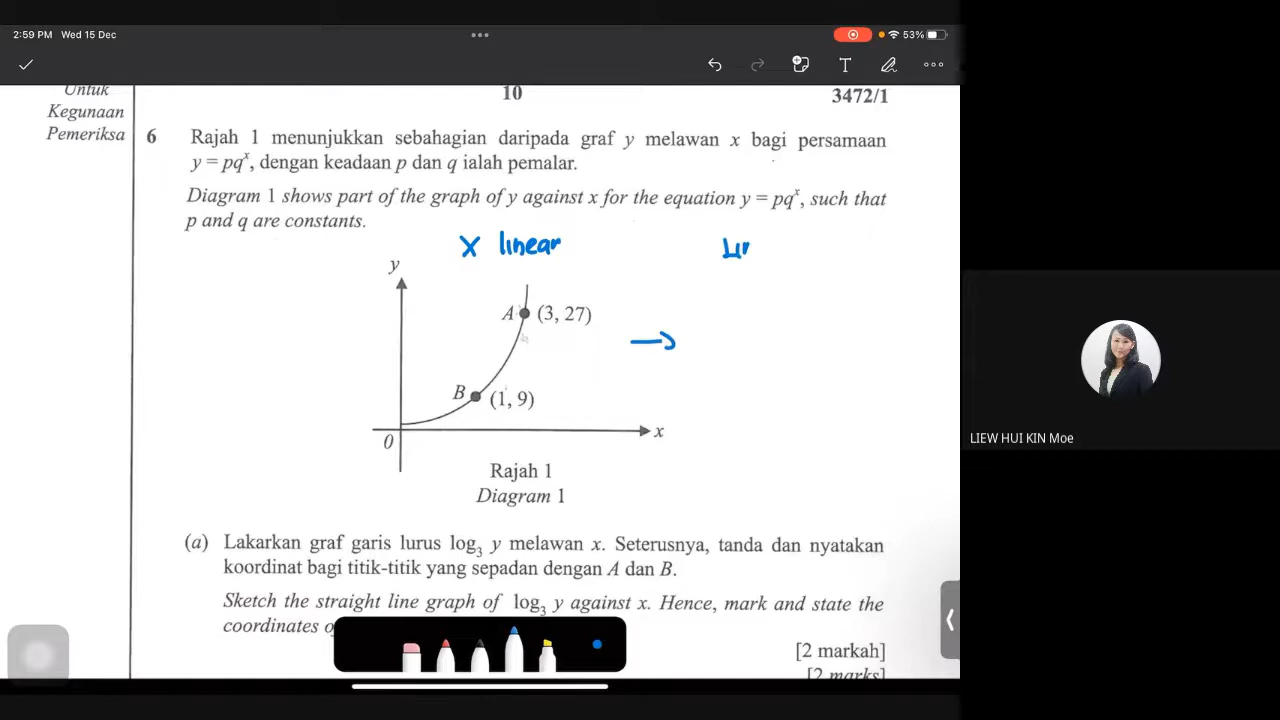 2:59 PM Wed 15 Dec
53%
T
Untuk
Kegunaan
Pemeriksa
10
3472/1
6 Rajah 1 menunjukkan sebahagian daripada graf y melawan x bagi persamaan
y = pqˣ, dengan keadaan p dan q ialah pemalar.
Diagram 1 shows part of the graph of y against x for the equation y = pqˣ, such that
p and q are constants.
X linear
y
A (3, 27)
B (1, 9)
0
x
Rajah 1
Diagram 1
(a) Lakarkan graf garis lurus log₃ y melawan x. Seterusnya, tanda dan nyatakan
koordinat bagi titik-titik yang sepadan dengan A dan B.
Sketch the straight line graph of log₃ y against x. Hence, mark and state the
coordinates
[2 markah]
[2 marks]
LIEW HUI KIN Moe